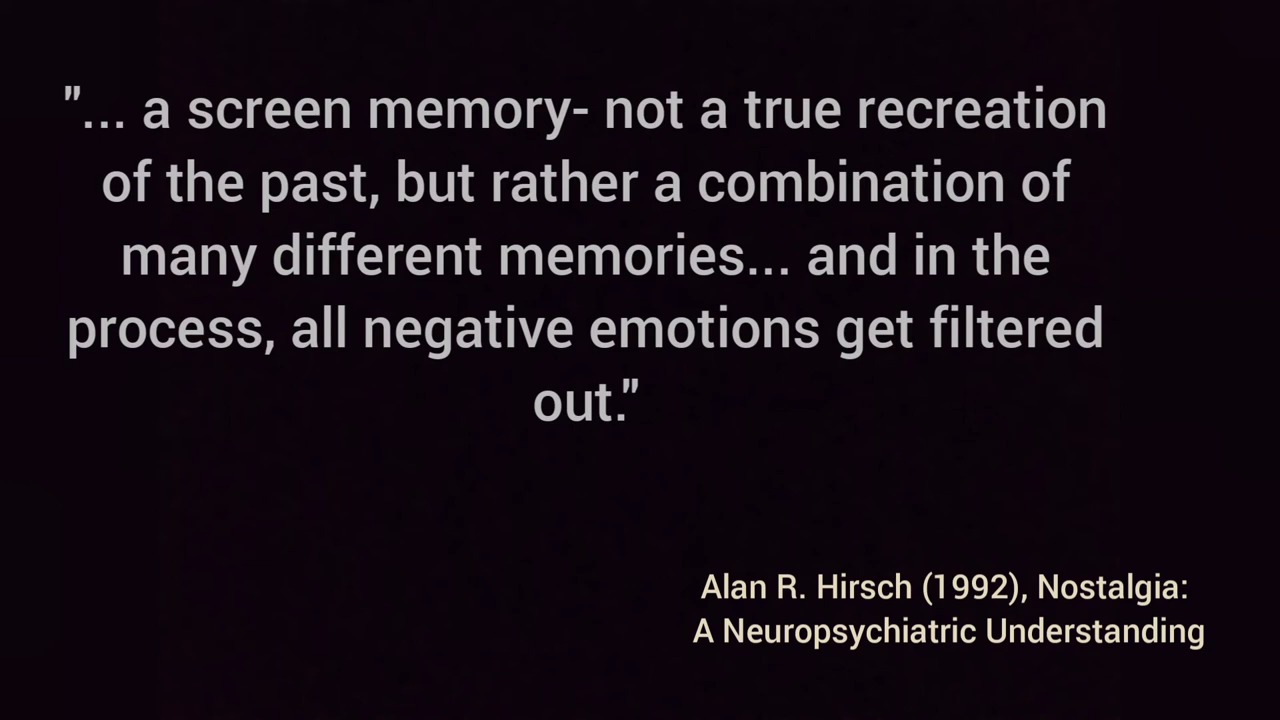 "... a screen memory- not a true recreation
of the past, but rather a combination of
many different memories... and in the
process, all negative emotions get filtered
out."
Alan R. Hirsch (1992), Nostalgia:
A Neuropsychiatric Understanding